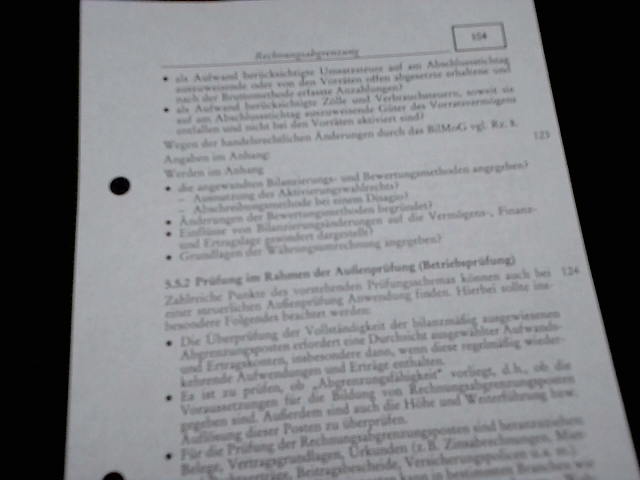 Rechnungsabgrenzung
154
• als Aufwand berücksichtigte Umsatzsteuer auf am Abschlussstichtag
auszuweisende oder von den Vorräten offen abgesetzte erhaltene und
nach der Bruttomethode erfasste Anzahlungen?
• als Aufwand berücksichtigte Zölle und Verbrauchsteuern, soweit sie
auf am Abschlussstichtag auszuweisende Güter des Vorratsvermögens
entfallen und nicht bei den Vorräten aktiviert sind?
Wegen der handelsrechtlichen Änderungen durch das BilMoG vgl. Rz. 8.
Angaben im Anhang: 123
Werden im Anhang
• die angewandten Bilanzierungs- und Bewertungsmethoden angegeben?
– Ausnutzung des Aktivierungswahlrechts?
– Abschreibungsmethode bei einem Disagio?
• Änderungen der Bewertungsmethoden begründet?
• Einflüsse von Bilanzierungsänderungen auf die Vermögens-, Finanz-
und Ertragslage gesondert dargestellt?
• Grundlagen der Währungsumrechnung angegeben?
5.5.2 Prüfung im Rahmen der Außenprüfung (Betriebsprüfung)
Zahlreiche Punkte des vorstehenden Prüfungsschemas können auch bei 124
einer steuerlichen Außenprüfung Anwendung finden. Hierbei sollte ins-
besondere Folgendes beachtet werden:
• Die Überprüfung der Vollständigkeit der bilanzmäßig ausgewiesenen
Abgrenzungsposten erfordert eine Durchsicht ausgewählter Aufwands-
und Ertragskonten, insbesondere dann, wenn diese regelmäßig wieder-
kehrende Aufwendungen und Erträge enthalten.
• Es ist zu prüfen, ob „Abgrenzungsfähigkeit“ vorliegt, d.h., ob die
Voraussetzungen für die Bildung von Rechnungsabgrenzungsposten
gegeben sind. Außerdem sind auch die Höhe und Weiterführung bzw.
Auflösung dieser Posten zu überprüfen.
• Für die Prüfung der Rechnungsabgrenzungsposten sind heranzuziehen:
Belege, Vertragsgrundlagen, Urkunden (z.B. Zinsabrechnungen, Miet-
Beitragsbescheide, Versicherungspolicen u.a. m.).
in bestimmten Branchen wie